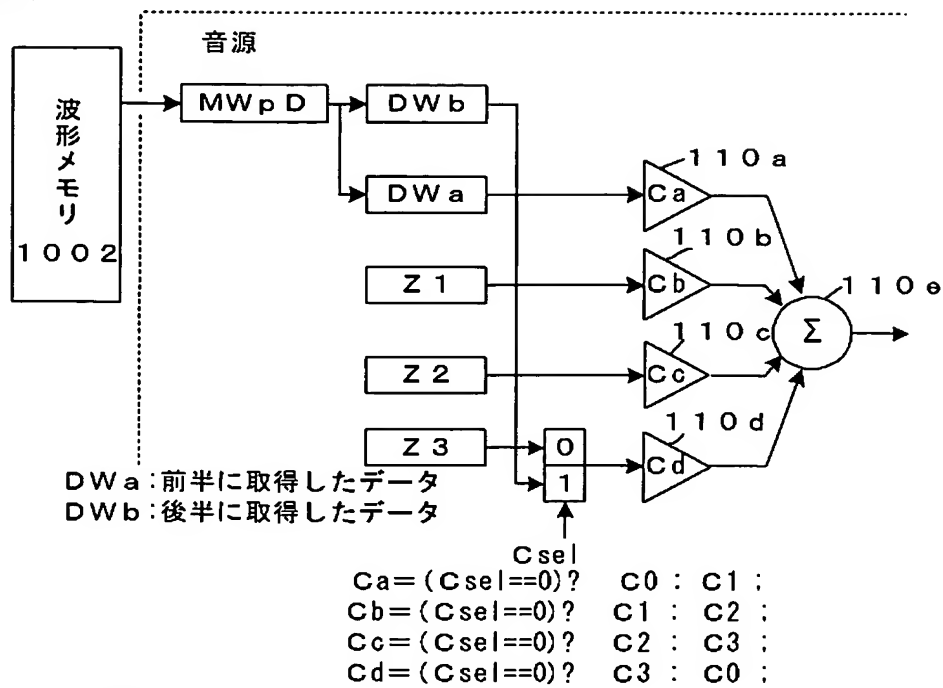 音源
波形メモリ
1002
MWpD
DWb
DWa
Z1
Z2
Z3
0
1
Ca
110a
Cb
110b
Cc
110c
Cd
110d
Σ
110e
DWa:前半に取得したデータ
DWb:後半に取得したデータ
Csel
Ca=(Csel==0)? C0 : C1 ;
Cb=(Csel==0)? C1 : C2 ;
Cc=(Csel==0)? C2 : C3 ;
Cd=(Csel==0)? C3 : C0 ;